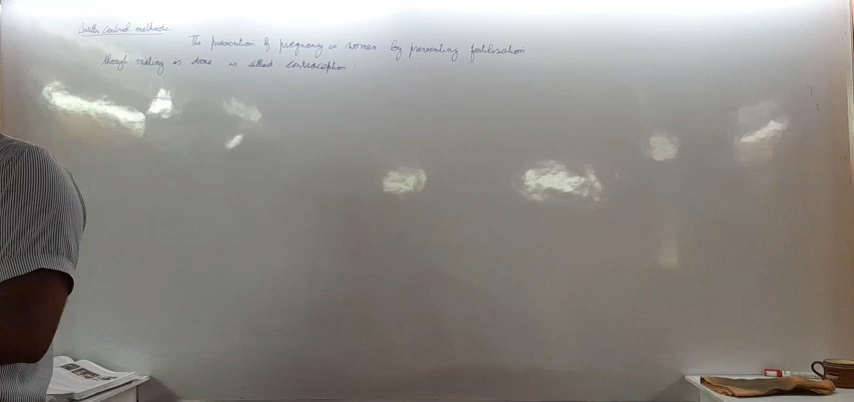 Birth Control methods
The prevention of pregnancy in women by preventing fertilisation
though mating is done is called contraception.